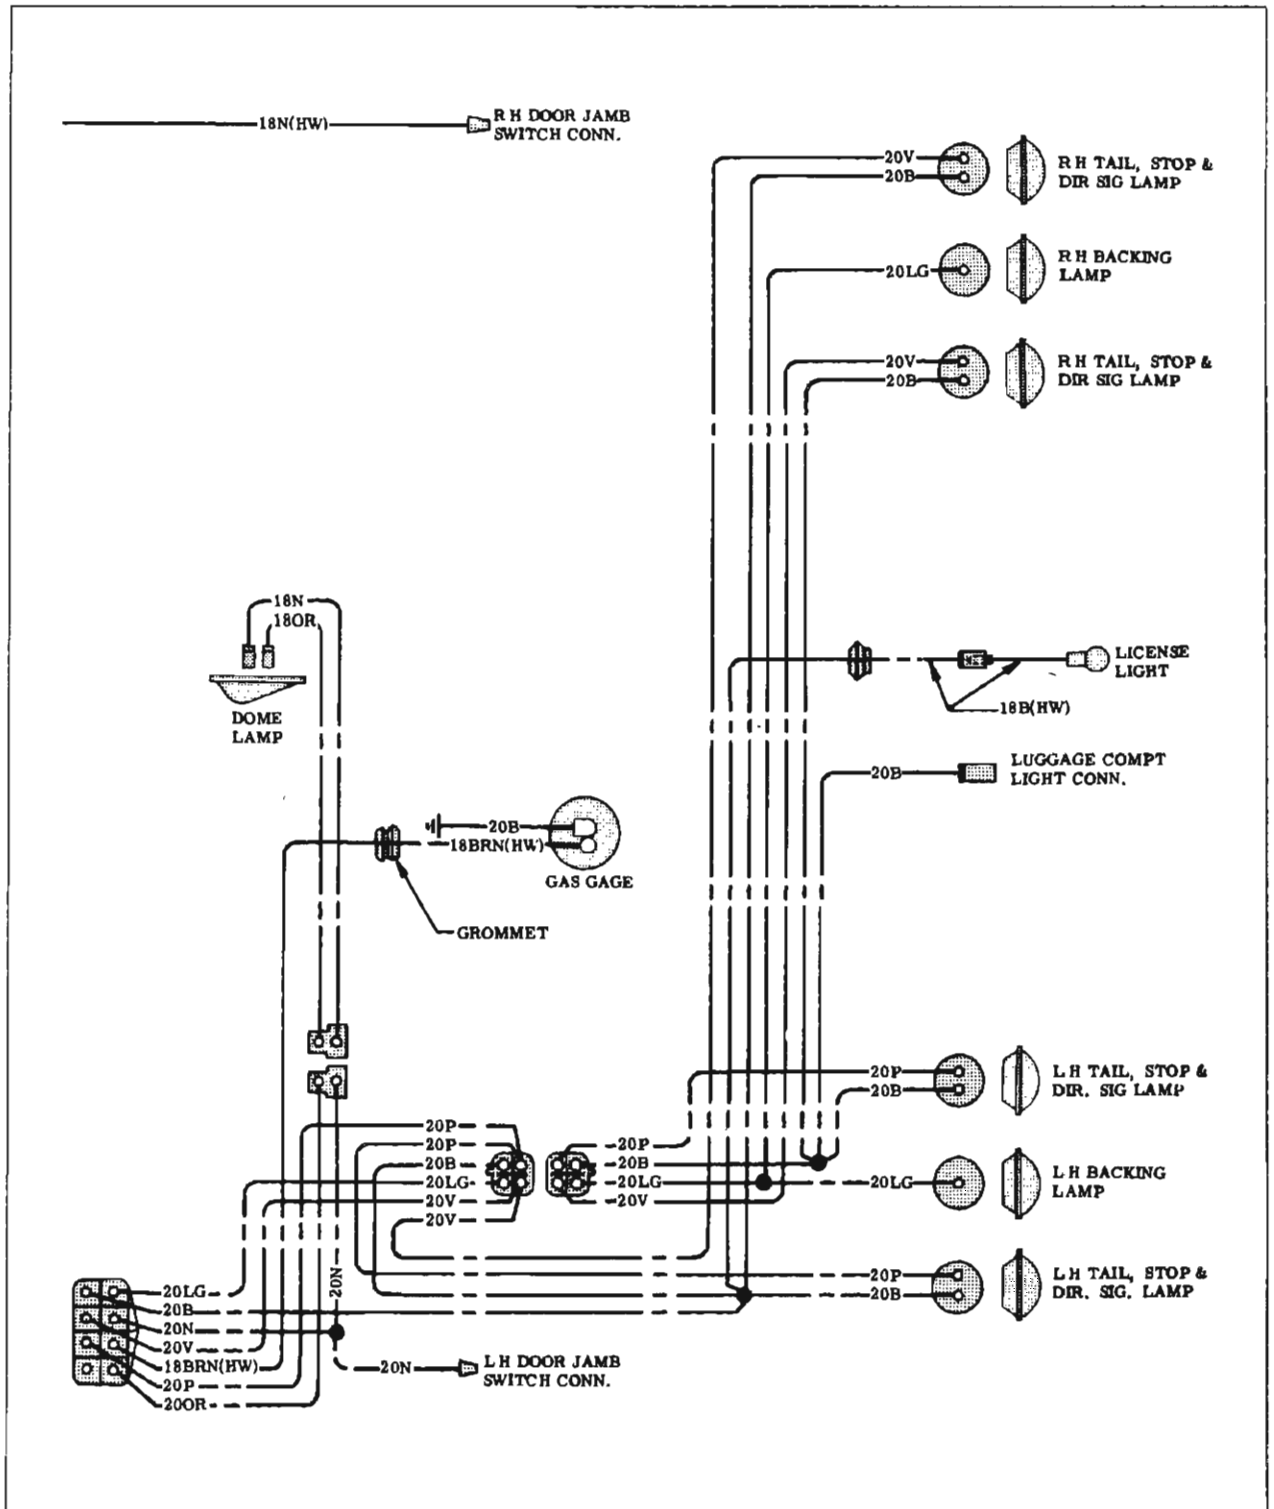 18N(HW)
R H DOOR JAMB
SWITCH CONN.
20V
20B
R H TAIL, STOP &
DIR SIG LAMP
20LG
R H BACKING
LAMP
20V
20B
R H TAIL, STOP &
DIR SIG LAMP
18N
18OR
DOME
LAMP
LICENSE
LIGHT
18B(HW)
20B
LUGGAGE COMPT
LIGHT CONN.
20B
18BRN(HW)
GAS GAGE
GROMMET
20P
20B
L H TAIL, STOP &
DIR. SIG LAMP
20P
20P
20B
20LG
20V
20V
20P
20B
20LG
20V
20LG
L H BACKING
LAMP
20P
20B
L H TAIL, STOP &
DIR. SIG. LAMP
20N
20LG
20B
20N
20V
18BRN(HW)
20P
20OR
20N
L H DOOR JAMB
SWITCH CONN.